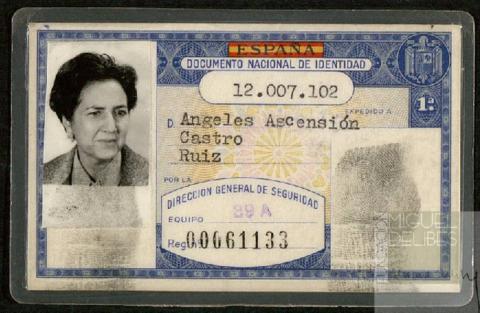 ESPAÑA
DOCUMENTO NACIONAL DE IDENTIDAD
12.007.102
EXPEDIDO A
1ª
D. Angeles Ascensión
Castro
Ruiz
POR LA
DIRECCION GENERAL DE SEGURIDAD
EQUIPO 39 A
00061133
MIGUEL
DELIBES